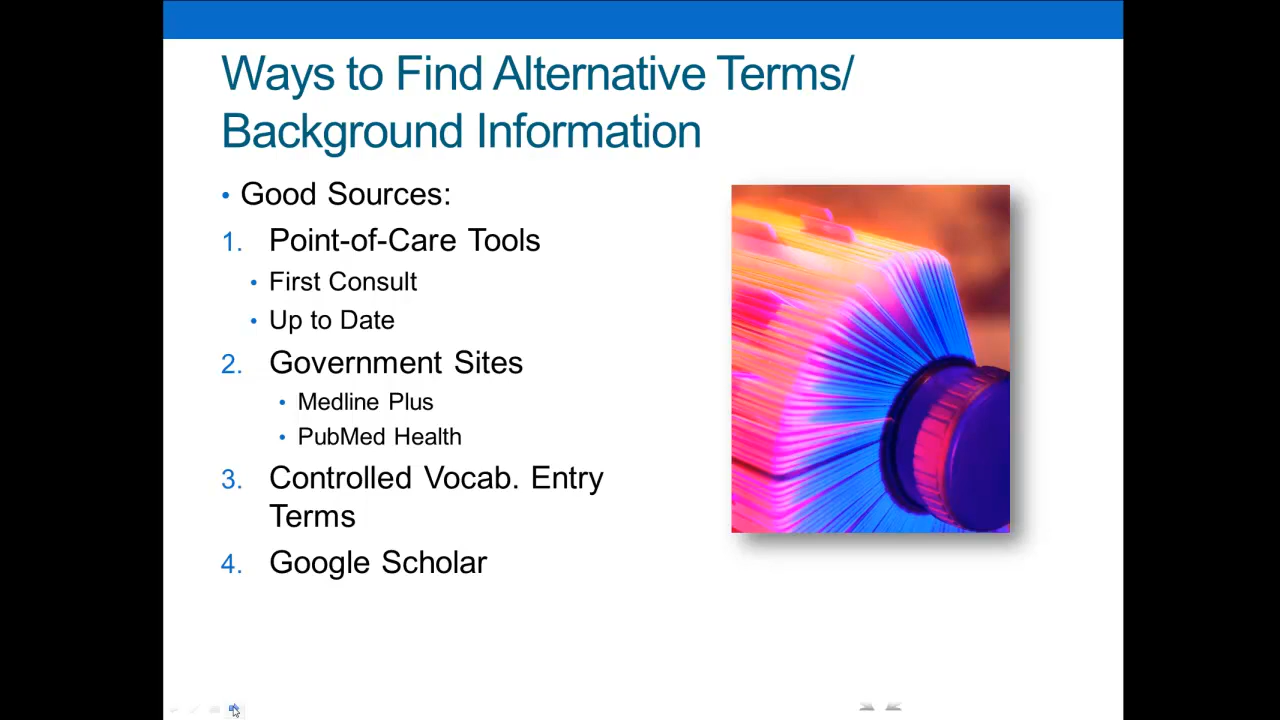 Ways to Find Alternative Terms/
Background Information
• Good Sources:
1. Point-of-Care Tools
• First Consult
• Up to Date
2. Government Sites
• Medline Plus
• PubMed Health
3. Controlled Vocab. Entry
Terms
4. Google Scholar